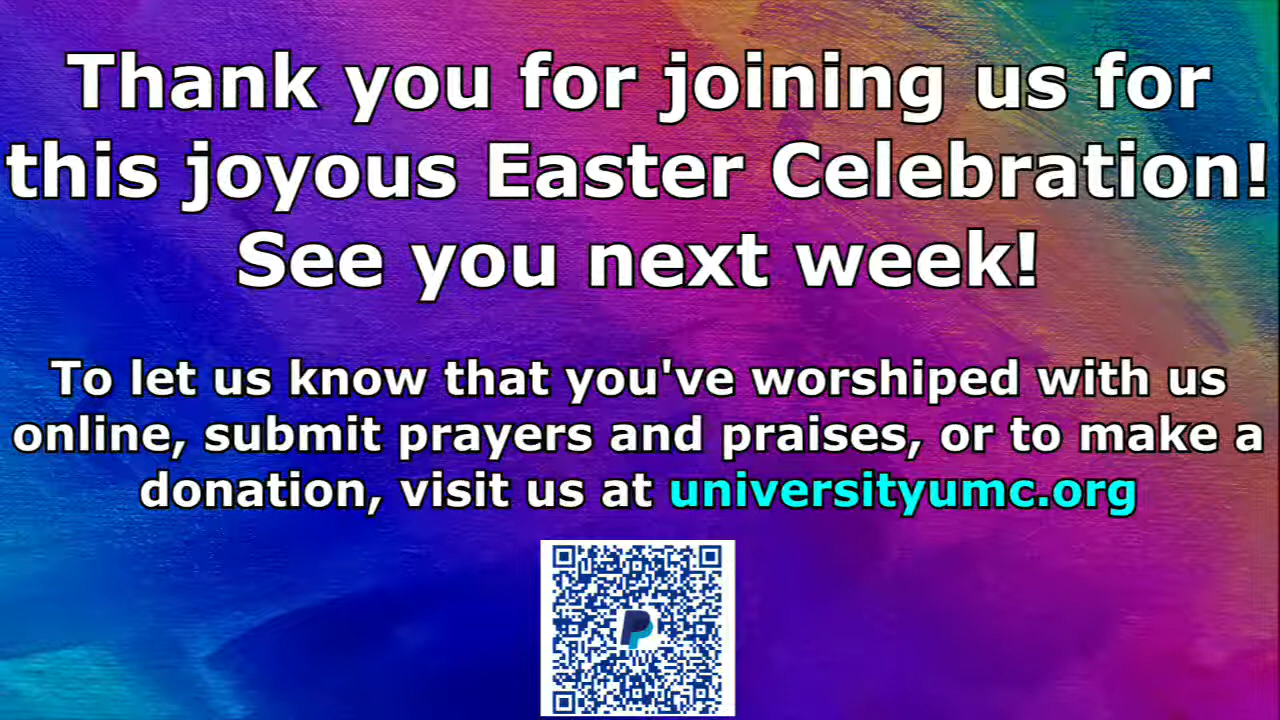 Thank you for joining us for
this joyous Easter Celebration!
See you next week!
To let us know that you've worshiped with us
online, submit prayers and praises, or to make a
donation, visit us at universityumc.org